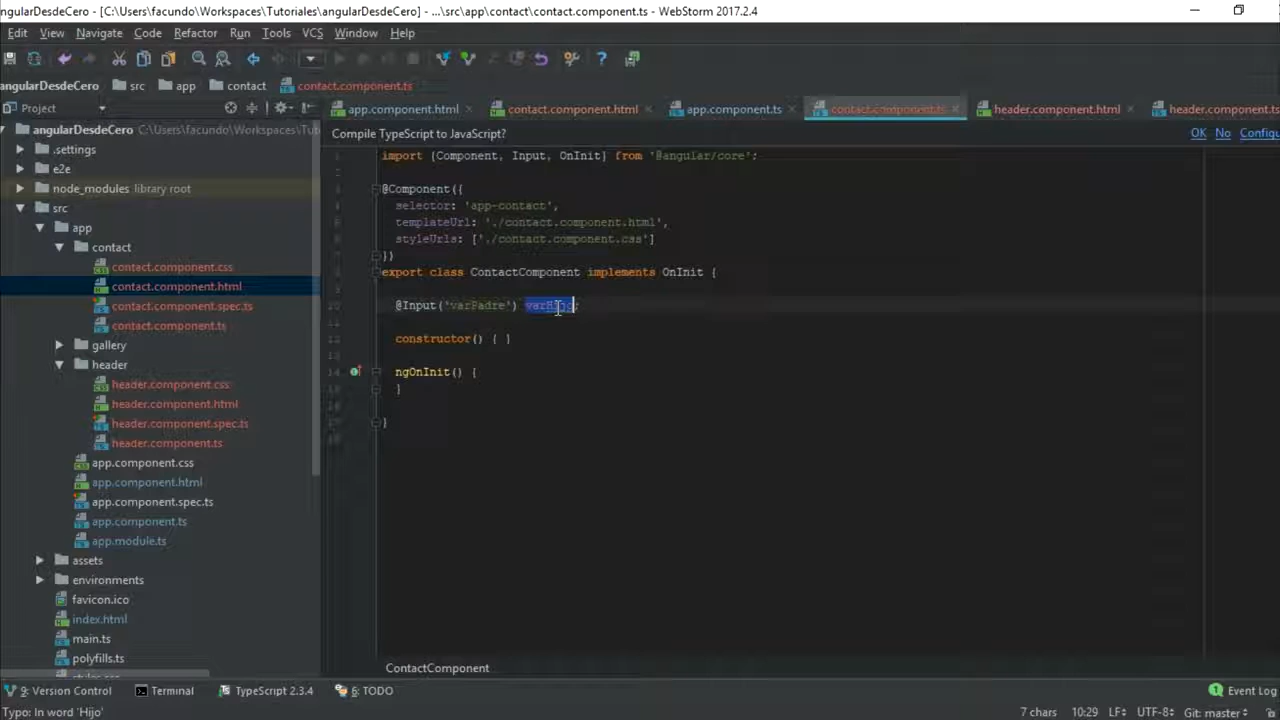 ngularDesdeCero - [C:\Users\facundo\Workspaces\Tutoriales\angularDesdeCero] - ...\src\app\contact\contact.component.ts - WebStorm 2017.2.4
Edit View Navigate Code Refactor Run Tools VCS Window Help
angularDesdeCero src app contact contact.component.ts
Project app.component.html contact.component.html app.component.ts contact.component.ts header.component.html header.component.ts
angularDesdeCero C:\Users\facundo\Workspaces\Tut Compile TypeScript to JavaScript? OK No Configu
.settings
e2e
node_modules library root
src
app
contact
contact.component.css
contact.component.html
contact.component.spec.ts
contact.component.ts
gallery
header
header.component.css
header.component.html
header.component.spec.ts
header.component.ts
app.component.css
app.component.html
app.component.spec.ts
app.component.ts
app.module.ts
assets
environments
favicon.ico
index.html
main.ts
polyfills.ts
import {Component, Input, OnInit} from '@angular/core';
@Component({
selector: 'app-contact',
templateUrl: './contact.component.html',
styleUrls: ['./contact.component.css']
})
export class ContactComponent implements OnInit {
@Input('varPadre') varHijo;
constructor() { }
ngOnInit() {
}
}
ContactComponent
9: Version Control Terminal TypeScript 2.3.4 6: TODO 1 Event Log
Typo: In word 'Hijo' 7 chars 10:29 LF UTF-8 Git: master